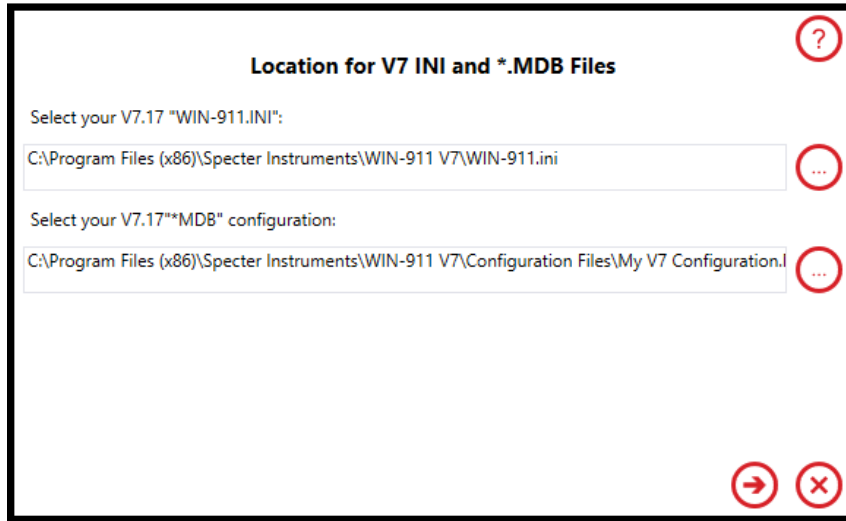 ?
Location for V7 INI and *.MDB Files
Select your V7.17 "WIN-911.INI":
C:\Program Files (x86)\Specter Instruments\WIN-911 V7\WIN-911.ini
...
Select your V7.17"*MDB" configuration:
C:\Program Files (x86)\Specter Instruments\WIN-911 V7\Configuration Files\My V7 Configuration.
...